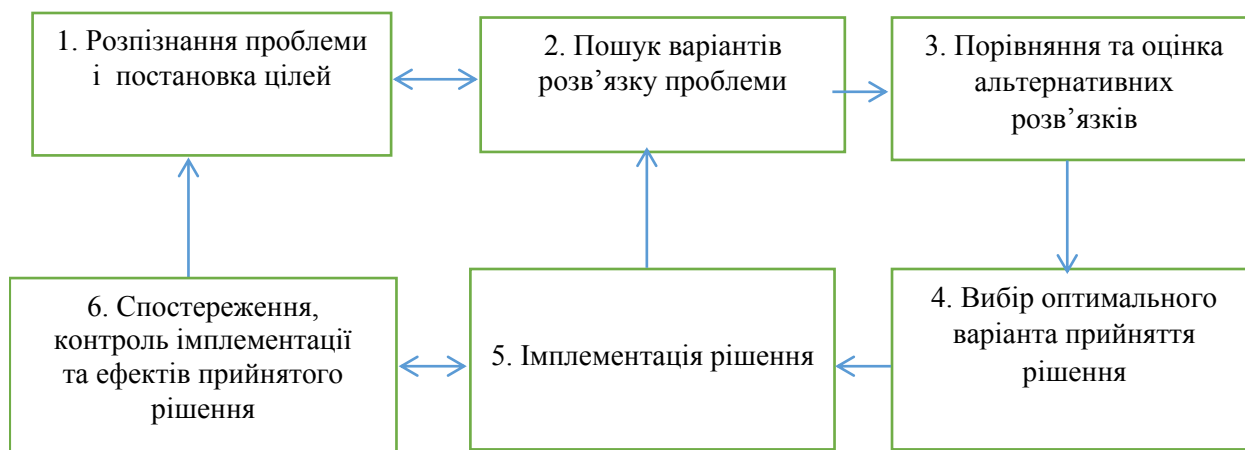 1. Розпізнання проблеми
і постановка цілей
2. Пошук варіантів
розв’язку проблеми
3. Порівняння та оцінка
альтернативних
розв’язків
6. Спостереження,
контроль імплементації
та ефектів прийнятого
рішення
5. Імплементація рішення
4. Вибір оптимального
варіанта прийняття
рішення